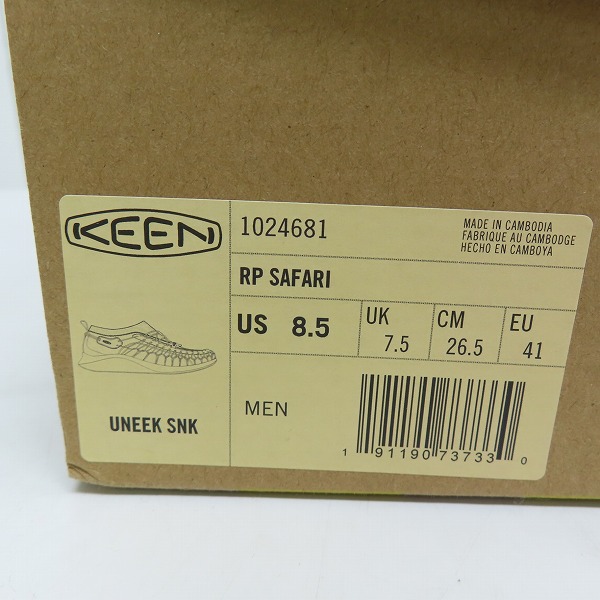 KEEN
1024681
MADE IN CAMBODIA
FABRIQUE AU CAMBODGE
HECHO EN CAMBOYA
RP SAFARI
US 8.5
UK 7.5
CM 26.5
EU 41
KEEN
UNEEK SNK
MEN
1 91190 73733 0